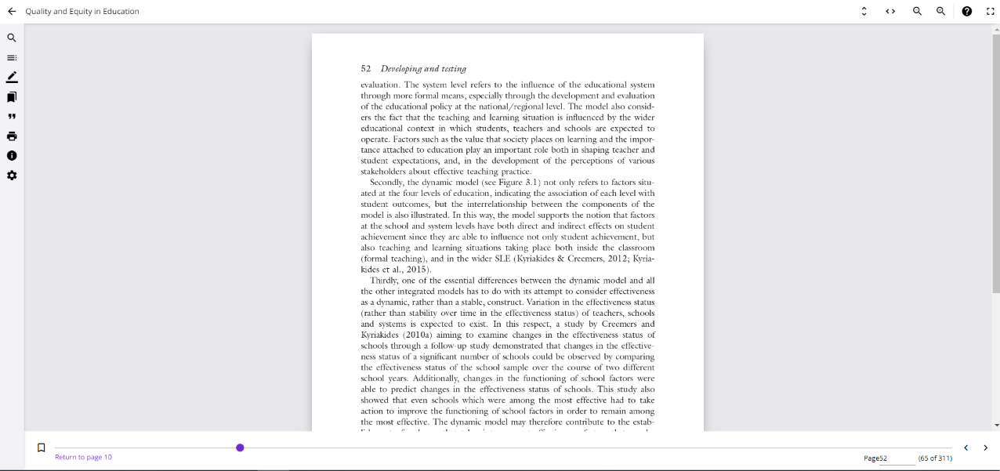 Quality and Equity in Education
52 Developing and testing
evaluation. The system level refers to the influence of the educational system
through more formal means, especially through the development and evaluation
of the educational policy at the national/regional level. The model also consid-
ers the fact that the teaching and learning situation is influenced by the wider
educational context in which students, teachers and schools are expected to
operate. Factors such as the value that society places on learning and the impor-
tance attached to education play an important role both in shaping teacher and
student expectations, and, in the development of the perceptions of various
stakeholders about effective teaching practice.
Secondly, the dynamic model (see Figure 3.1) not only refers to factors situ-
ated at the four levels of education, indicating the association of each level with
student outcomes, but the interrelationship between the components of the
model is also illustrated. In this way, the model supports the notion that factors
at the school and system levels have both direct and indirect effects on student
achievement since they are able to influence not only student achievement, but
also teaching and learning situations taking place both inside the classroom
(formal teaching), and in the wider SLE (Kyriakides & Creemers, 2012; Kyria-
kides et al., 2015).
Thirdly, one of the essential differences between the dynamic model and all
the other integrated models has to do with its attempt to consider effectiveness
as a dynamic, rather than a stable, construct. Variation in the effectiveness status
(rather than stability over time in the effectiveness status) of teachers, schools
and systems is expected to exist. In this respect, a study by Creemers and
Kyriakides (2010a) aiming to examine changes in the effectiveness status of
schools through a follow-up study demonstrated that changes in the effective-
ness status of a significant number of schools could be observed by comparing
the effectiveness status of the school sample over the course of two different
school years. Additionally, changes in the functioning of school factors were
able to predict changes in the effectiveness status of schools. This study also
showed that even schools which were among the most effective had to take
action to improve the functioning of school factors in order to remain among
the most effective. The dynamic model may therefore contribute to the estab-
Return to page 10
Page52 (65 of 311)